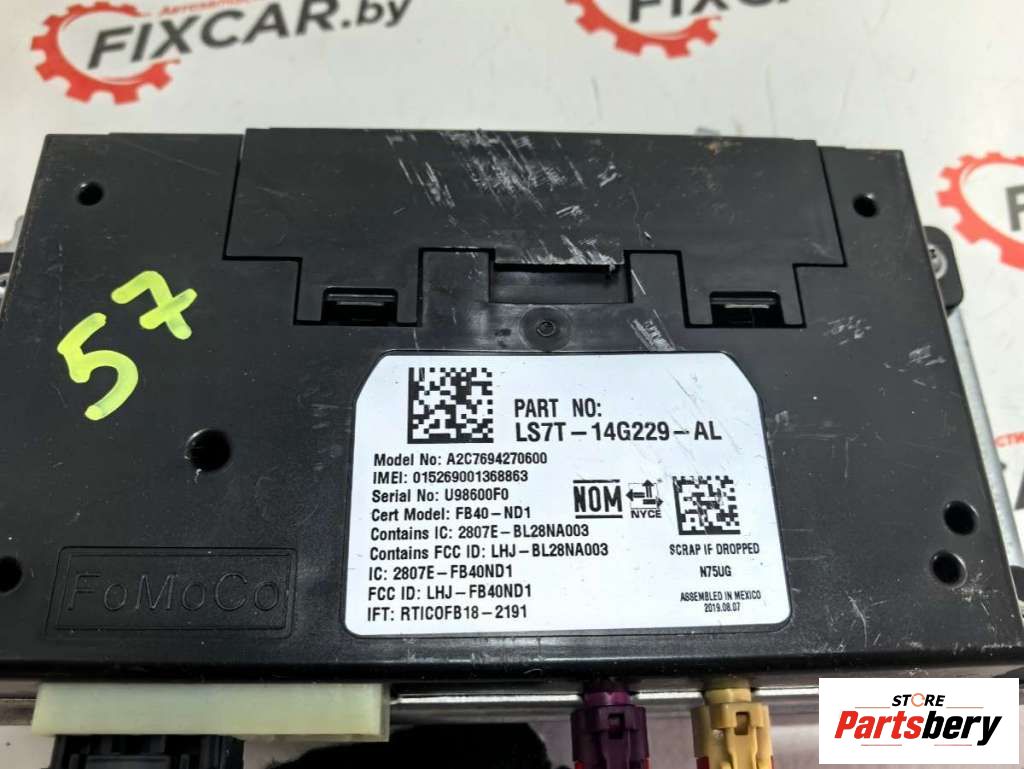 FIXCAR.by
FIXCAR.by
FIXC
57
PART NO:
LS7T-14G229-AL
Model No: A2C7694270600
IMEI: 015269001368863
Serial No: U98600F0
Cert Model: FB40-ND1
Contains IC: 2807E-BL28NA003
Contains FCC ID: LHJ-BL28NA003
IC: 2807E-FB40ND1
FCC ID: LHJ-FB40ND1
IFT: RTICOFB18-2191
NOM
NYCE
SCRAP IF DROPPED
N75UG
ASSEMBLED IN MEXICO
2019.08.07
FoMoCo
STORE
Partsbery